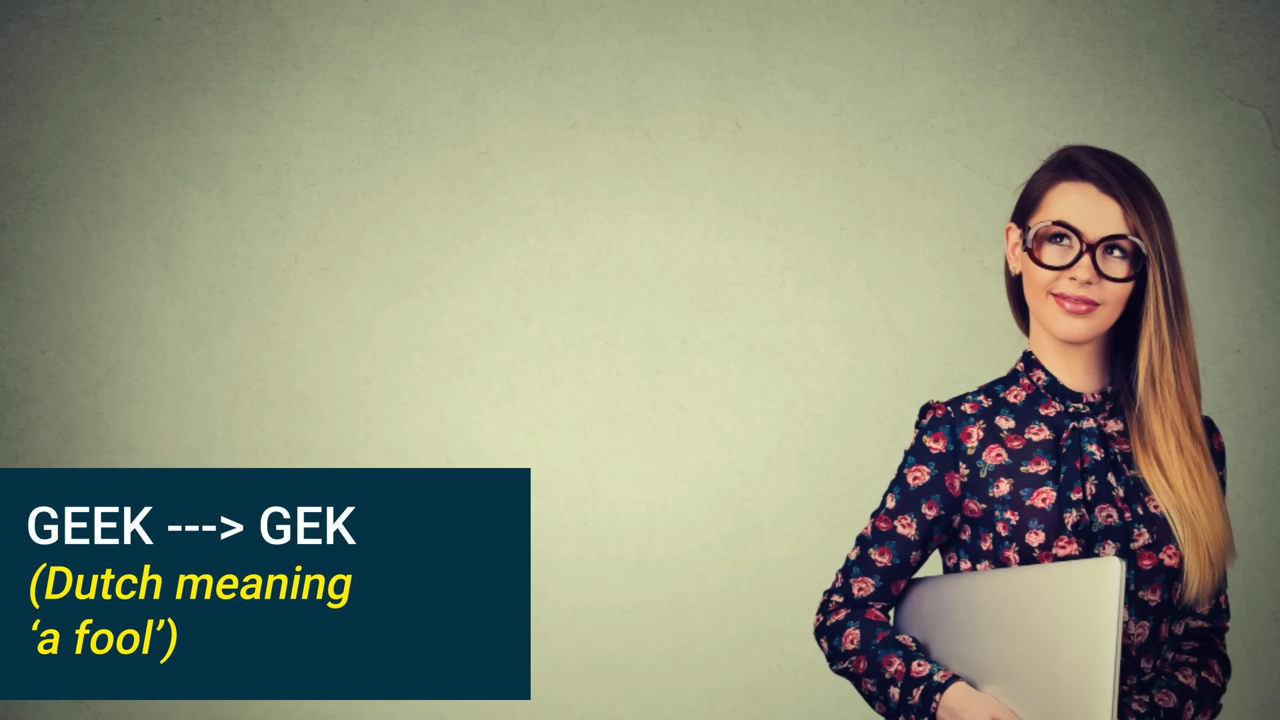 GEEK ---> GEK
(Dutch meaning
‘a fool’)